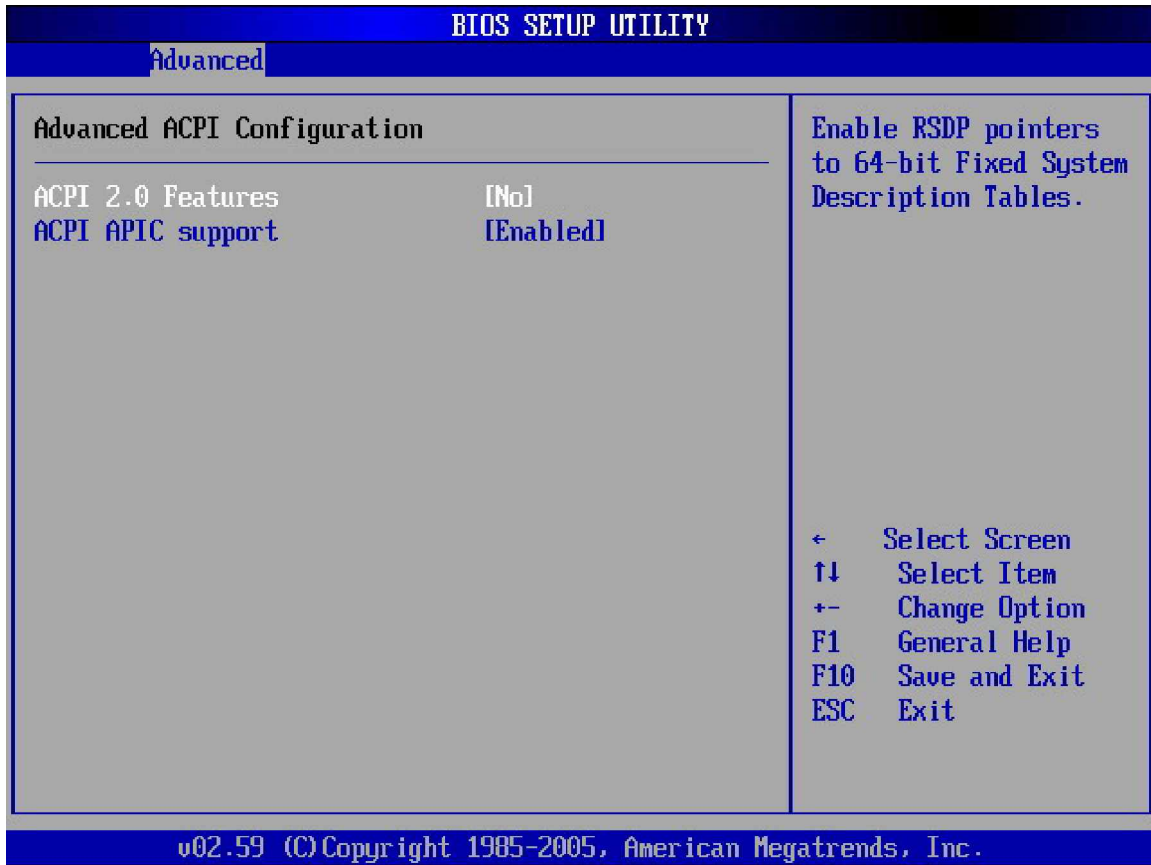 BIOS SETUP UTILITY
Advanced
Advanced ACPI Configuration
ACPI 2.0 Features [No]
ACPI APIC support [Enabled]
Enable RSDP pointers
to 64-bit Fixed System
Description Tables.
← Select Screen
↑↓ Select Item
+- Change Option
F1 General Help
F10 Save and Exit
ESC Exit
v02.59 (C)Copyright 1985-2005, American Megatrends, Inc.